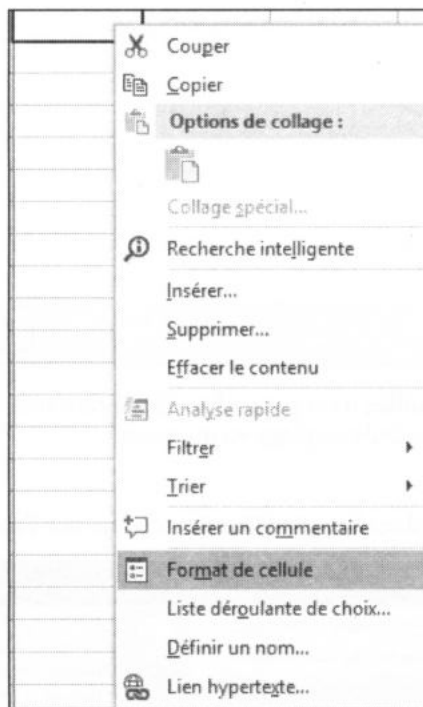 Couper
Copier
Options de collage :
Collage spécial...
Recherche intelligente
Insérer...
Supprimer...
Effacer le contenu
Analyse rapide
Filtrer
Trier
Insérer un commentaire
Format de cellule
Liste déroulante de choix...
Définir un nom...
Lien hypertexte...